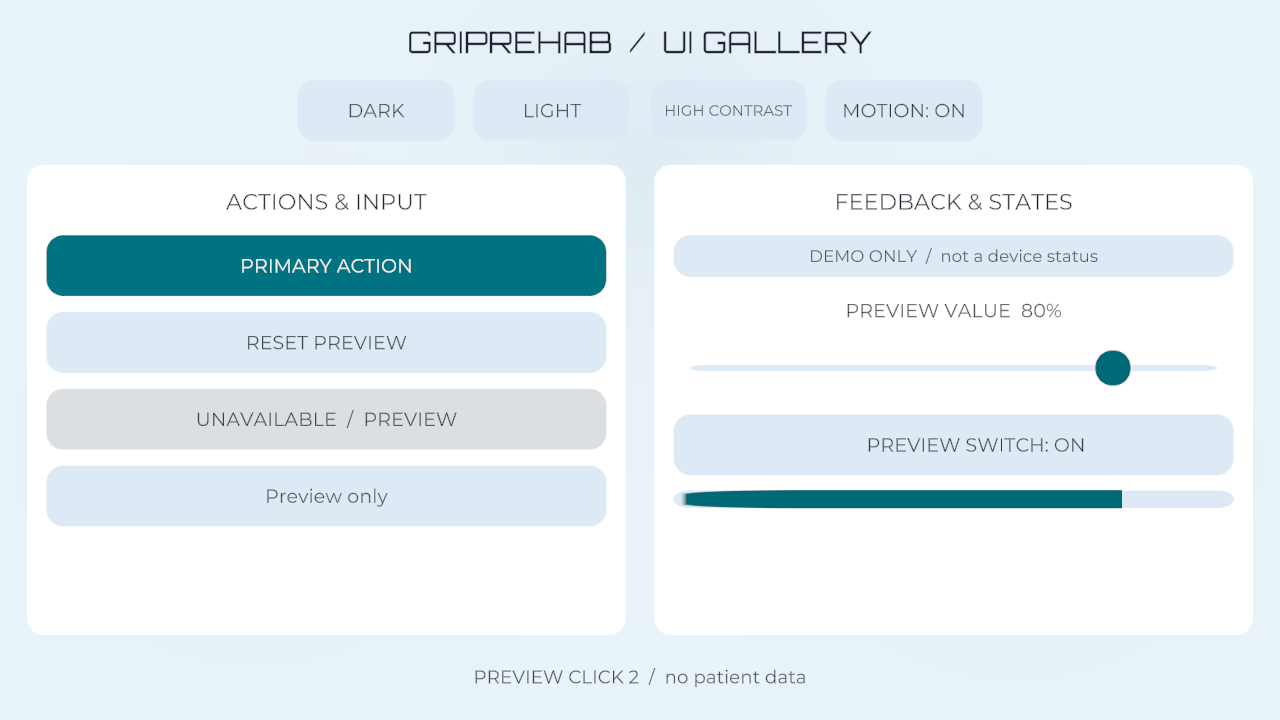 GRIPREHAB / UI GALLERY
DARK
LIGHT
HIGH CONTRAST
MOTION: ON
ACTIONS & INPUT
PRIMARY ACTION
RESET PREVIEW
UNAVAILABLE / PREVIEW
Preview only
FEEDBACK & STATES
DEMO ONLY / not a device status
PREVIEW VALUE 80%
PREVIEW SWITCH: ON
PREVIEW CLICK 2 / no patient data